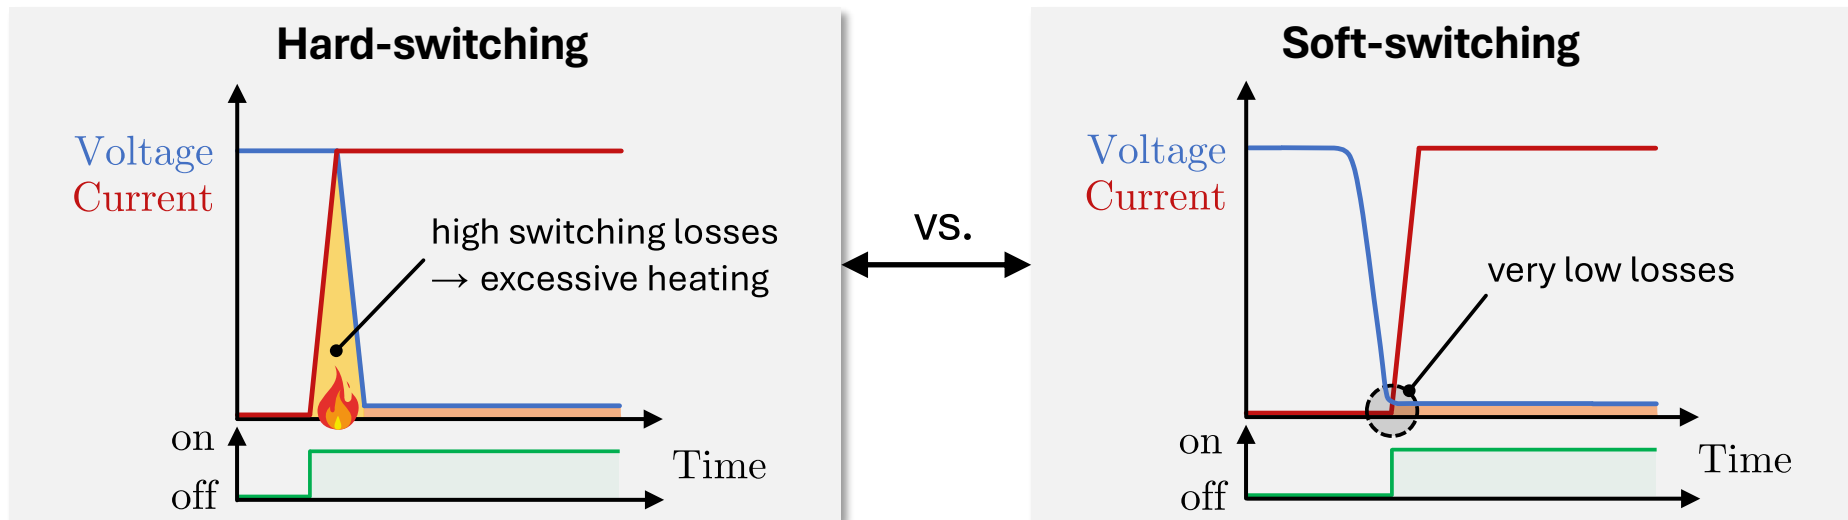 Hard-switching
Voltage
Current
high switching losses
→ excessive heating
on
off
Time
vs.
Soft-switching
Voltage
Current
very low losses
on
off
Time